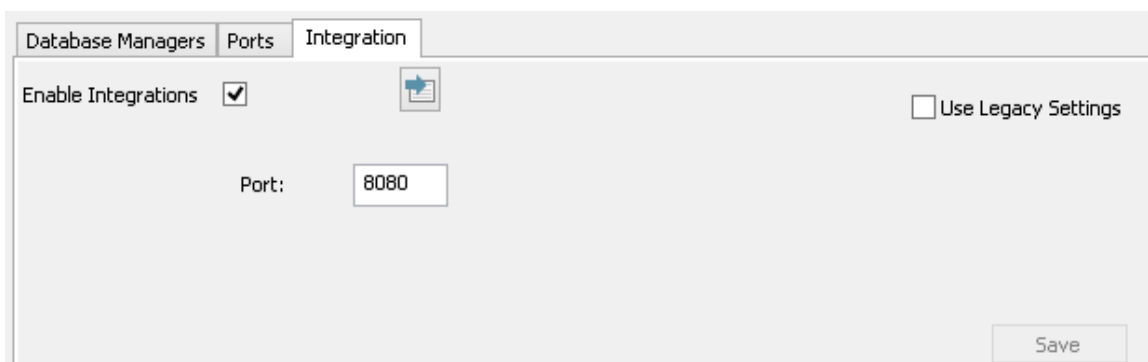 Database Managers Ports Integration
Enable Integrations
Use Legacy Settings
Port: 8080
Save